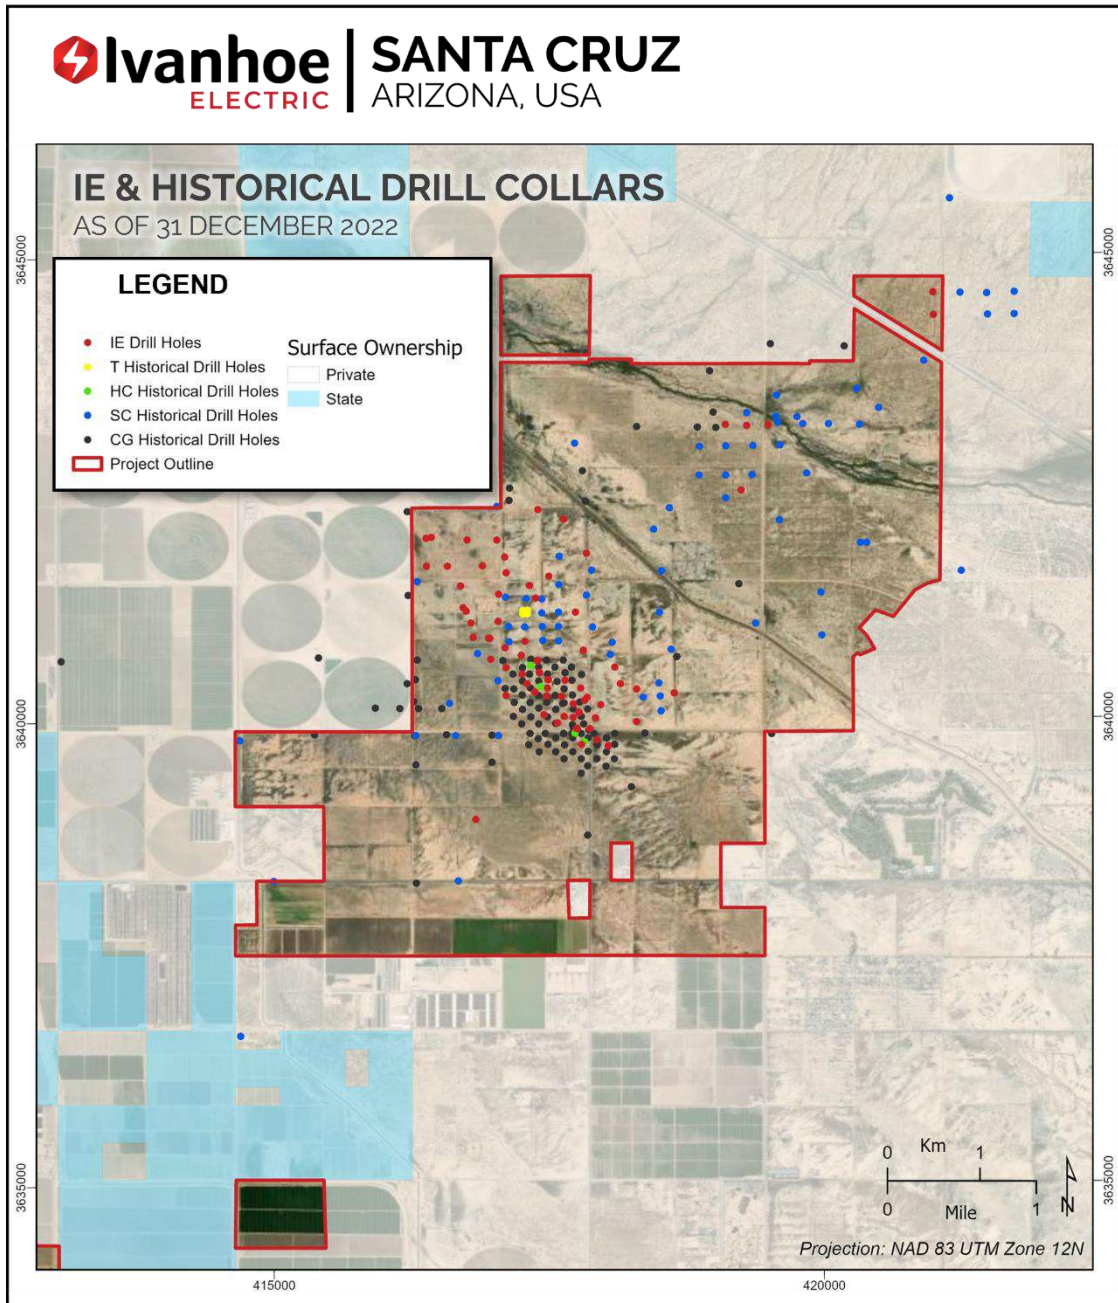 Ivanhoe
ELECTRIC
SANTA CRUZ
ARIZONA, USA
IE & HISTORICAL DRILL COLLARS
AS OF 31 DECEMBER 2022
LEGEND
IE Drill Holes
T Historical Drill Holes
HC Historical Drill Holes
SC Historical Drill Holes
CG Historical Drill Holes
Project Outline
Surface Ownership
Private
State
3645000
3645000
3640000
3640000
3635000
3635000
0 Km 1
0 Mile 1
N
Projection: NAD 83 UTM Zone 12N
415000
420000